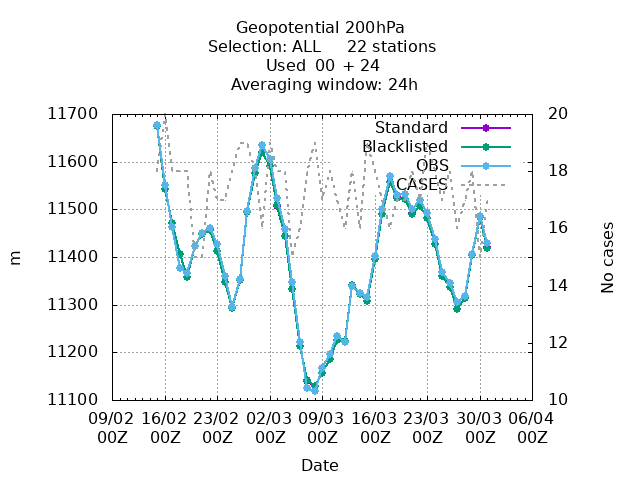 Geopotential 200hPa
Selection: ALL 22 stations
Used 00 + 24
Averaging window: 24h
11700
11600
11500
11400
11300
11200
11100
m
20
18
16
14
12
10
No cases
Standard
Blacklisted
OBS
CASES
09/02 16/02 23/02 02/03 09/03 16/03 23/03 30/03 06/04
00Z 00Z 00Z 00Z 00Z 00Z 00Z 00Z 00Z
Date